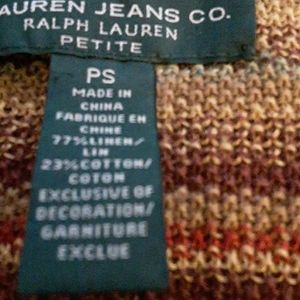 LAUREN JEANS CO.
RALPH LAUREN
PETITE
PS
MADE IN
CHINA
FABRIQUE EN
CHINE
77%LINEN/
LIN
23%COTTON/
COTON
EXCLUSIVE OF
DECORATION/
GARNITURE
EXCLUE